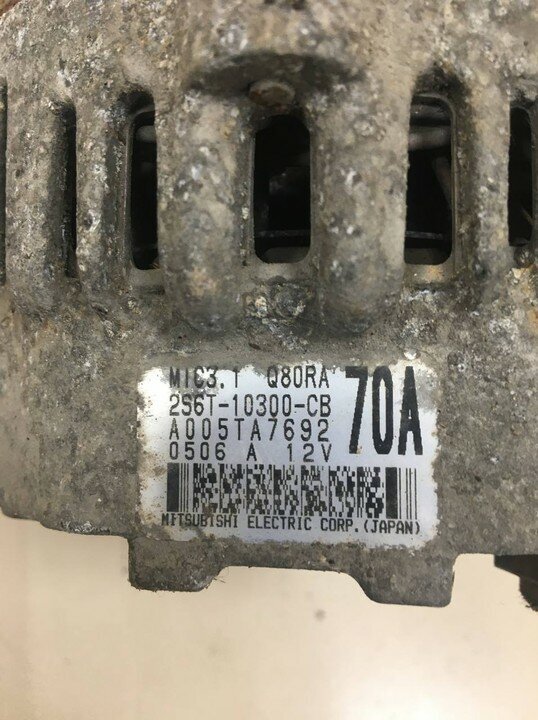 MIC3.1 Q80RA
70A
2S6T-10300-CB
A005TA7692
0506 A 12V
MITSUBISHI ELECTRIC CORP.(JAPAN)